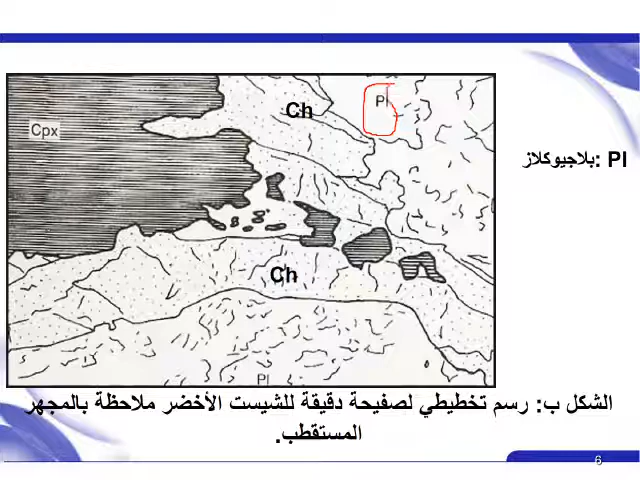 Ch
Pl
Cpx
Pl :بلاجيوكلاز
Ch
Pl
الشكل ب: رسم تخطيطي لصفيحة دقيقة للشيست الأخضر ملاحظة بالمجهر
المستقطب.
6